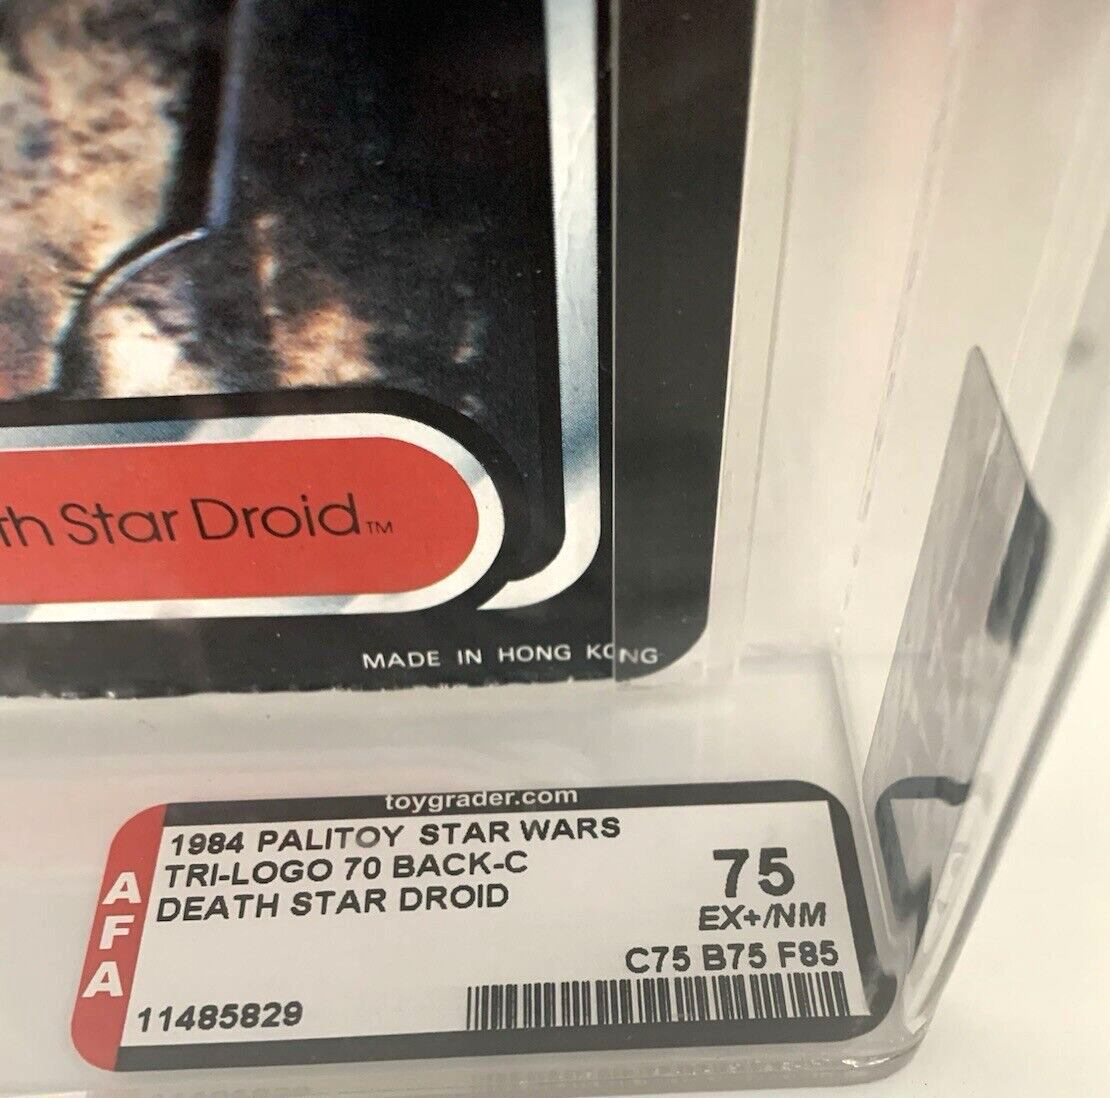 th Star Droid™
MADE IN HONG KONG
toygrader.com
AFA
1984 PALITOY STAR WARS
TRI-LOGO 70 BACK-C
DEATH STAR DROID
75
EX+/NM
C75 B75 F85
11485829